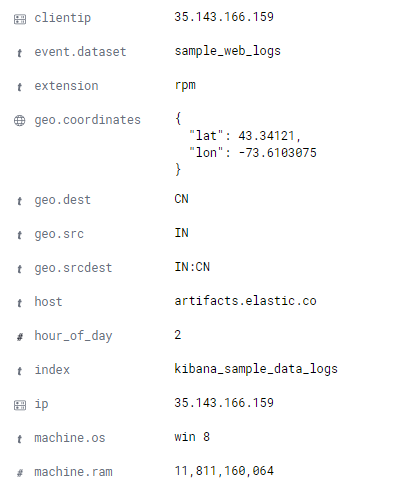 clientip 35.143.166.159
t event.dataset sample_web_logs
t extension rpm
geo.coordinates {
"lat": 43.34121,
"lon": -73.6103075
}
t geo.dest CN
t geo.src IN
t geo.srcdest IN:CN
t host artifacts.elastic.co
# hour_of_day 2
t index kibana_sample_data_logs
ip 35.143.166.159
t machine.os win 8
# machine.ram 11,811,160,064